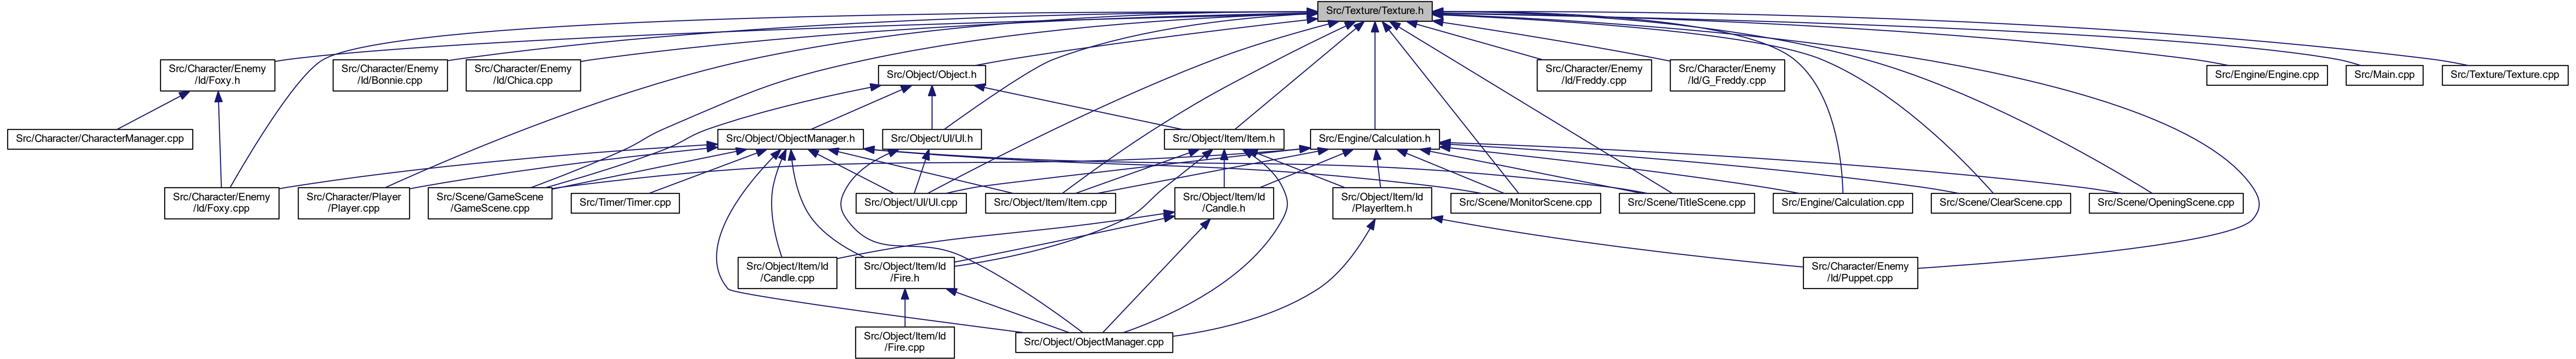 Src/Texture/Texture.h
Src/Character/Enemy
/Id/Foxy.h
Src/Character/Enemy
/Id/Bonnie.cpp
Src/Character/Enemy
/Id/Chica.cpp
Src/Object/Object.h
Src/Character/Enemy
/Id/Freddy.cpp
Src/Character/Enemy
/Id/G_Freddy.cpp
Src/Engine/Engine.cpp
Src/Main.cpp
Src/Texture/Texture.cpp
Src/Character/CharacterManager.cpp
Src/Object/ObjectManager.h
Src/Object/UI/UI.h
Src/Object/Item/Item.h
Src/Engine/Calculation.h
Src/Character/Enemy
/Id/Foxy.cpp
Src/Character/Player
/Player.cpp
Src/Scene/GameScene
/GameScene.cpp
Src/Timer/Timer.cpp
Src/Object/UI/UI.cpp
Src/Object/Item/Item.cpp
Src/Object/Item/Id
/Candle.h
Src/Object/Item/Id
/PlayerItem.h
Src/Scene/MonitorScene.cpp
Src/Scene/TitleScene.cpp
Src/Engine/Calculation.cpp
Src/Scene/ClearScene.cpp
Src/Scene/OpeningScene.cpp
Src/Object/Item/Id
/Candle.cpp
Src/Object/Item/Id
/Fire.h
Src/Character/Enemy
/Id/Puppet.cpp
Src/Object/Item/Id
/Fire.cpp
Src/Object/ObjectManager.cpp